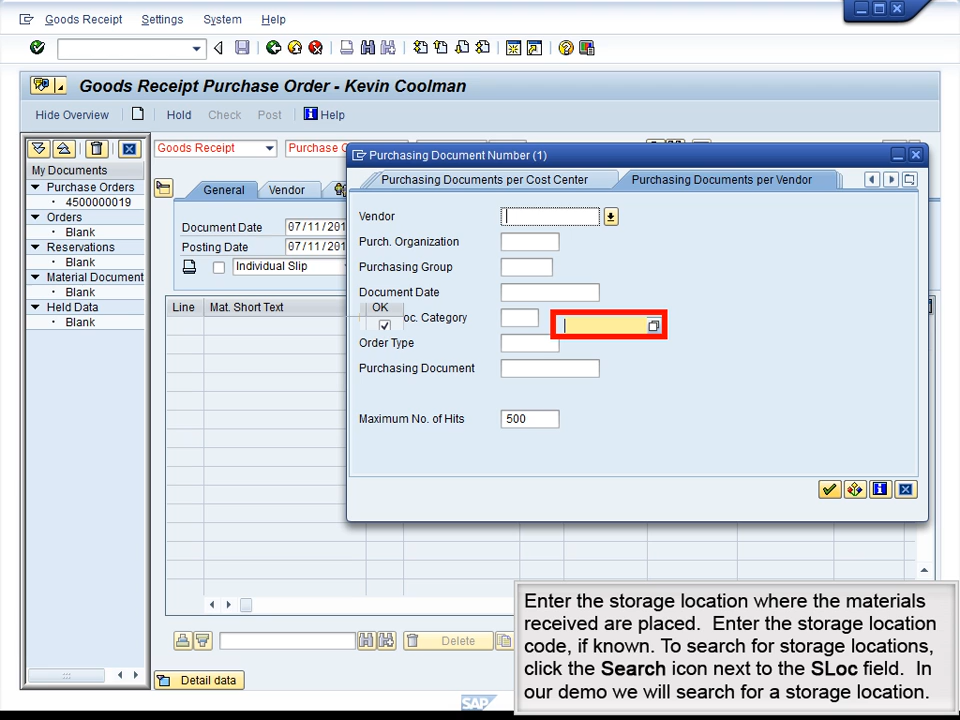 Goods Receipt Settings System Help
Goods Receipt Purchase Order - Kevin Coolman
Hide Overview Hold Check Post Help
Goods Receipt Purchase O
My Documents
Purchase Orders
4500000019
Orders
Blank
Reservations
Blank
Material Document
Blank
Held Data
Blank
General Vendor
Document Date 07/11/201
Posting Date 07/11/201
Individual Slip
Line Mat. Short Text OK
Purchasing Document Number (1)
Purchasing Documents per Cost Center Purchasing Documents per Vendor
Vendor
Purch. Organization
Purchasing Group
Document Date
oc. Category
Order Type
Purchasing Document
Maximum No. of Hits 500
Delete
Detail data
SAP
Enter the storage location where the materials
received are placed. Enter the storage location
code, if known. To search for storage locations,
click the Search icon next to the SLoc field. In
our demo we will search for a storage location.